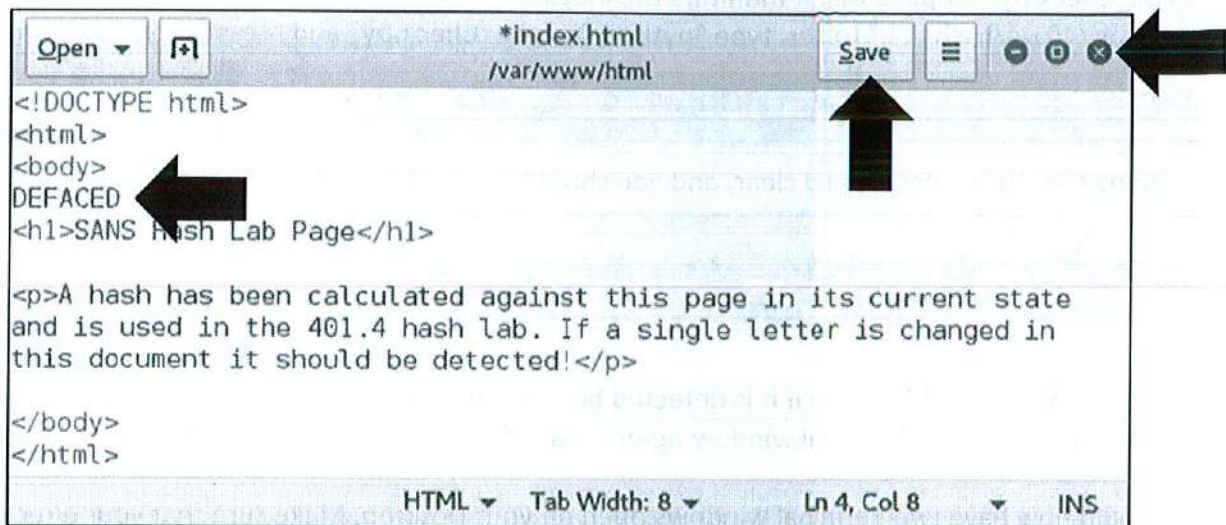 Open
*index.html
Save
/var/www/html
<!DOCTYPE html>
<html>
<body>
DEFACED
<h1>SANS Hash Lab Page</h1>
<p>A hash has been calculated against this page in its current state
and is used in the 401.4 hash lab. If a single letter is changed in
this document it should be detected!</p>
</body>
</html>
HTML Tab Width: 8 Ln 4, Col 8 INS